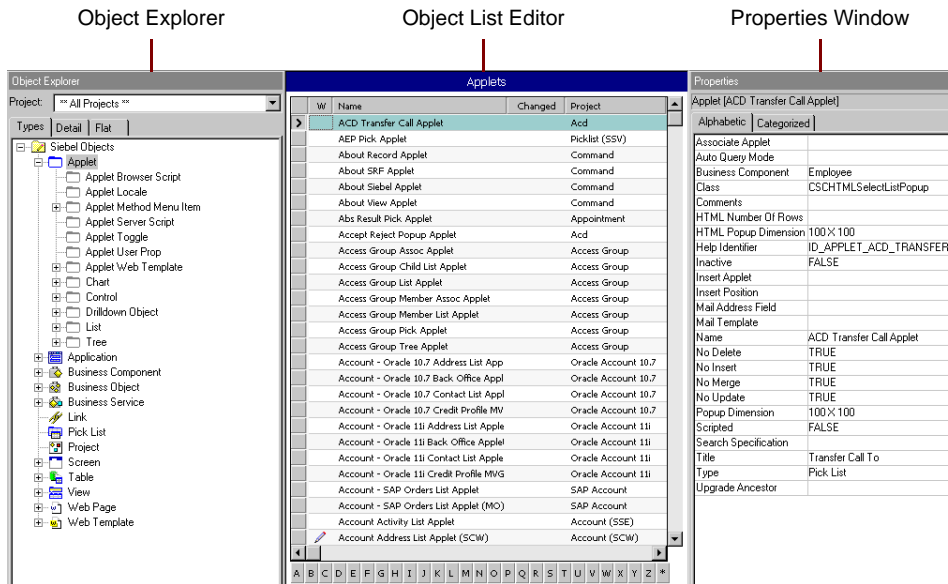 Object Explorer
Object List Editor
Properties Window
Object Explorer
Project: ** All Projects **
Types Detail Flat
Siebel Objects
Applet
Applet Browser Script
Applet Locale
Applet Method Menu Item
Applet Server Script
Applet Toggle
Applet User Prop
Applet Web Template
Chart
Control
Drilldown Object
List
Tree
Application
Business Component
Business Object
Business Service
Link
Pick List
Project
Screen
Table
View
Web Page
Web Template
Applets
W Name Changed Project
ACD Transfer Call Applet Acd
AEP Pick Applet Picklist (SSV)
About Record Applet Command
About SRF Applet Command
About Siebel Applet Command
About View Applet Command
Abs Result Pick Applet Appointment
Accept Reject Popup Applet Acd
Access Group Assoc Applet Access Group
Access Group Child List Applet Access Group
Access Group List Applet Access Group
Access Group Member Assoc Applet Access Group
Access Group Member List Applet Access Group
Access Group Pick Applet Access Group
Access Group Tree Applet Access Group
Account - Oracle 10.7 Address List App Oracle Account 10.7
Account - Oracle 10.7 Back Office Appl Oracle Account 10.7
Account - Oracle 10.7 Contact List Appl Oracle Account 10.7
Account - Oracle 10.7 Credit Profile MV Oracle Account 10.7
Account - Oracle 11i Address List Apple Oracle Account 11i
Account - Oracle 11i Back Office Applet Oracle Account 11i
Account - Oracle 11i Contact List Apple Oracle Account 11i
Account - Oracle 11i Credit Profile MVG Oracle Account 11i
Account - SAP Orders List Applet SAP Account
Account - SAP Orders List Applet (MO) SAP Account
Account Activity List Applet Account (SSE)
Account Address List Applet (SCW) Account (SCW)
A B C D E F G H I J K L M N O P Q R S T U V W X Y Z *
Properties
Applet [ACD Transfer Call Applet]
Alphabetic Categorized
Associate Applet
Auto Query Mode
Business Component Employee
Class CSCHTMLSelectListPopup
Comments
HTML Number Of Rows
HTML Popup Dimension 100 X 100
Help Identifier ID_APPLET_ACD_TRANSFER
Inactive FALSE
Insert Applet
Insert Position
Mail Address Field
Mail Template
Name ACD Transfer Call Applet
No Delete TRUE
No Insert TRUE
No Merge TRUE
No Update TRUE
Popup Dimension 100 X 100
Scripted FALSE
Search Specification
Title Transfer Call To
Type Pick List
Upgrade Ancestor